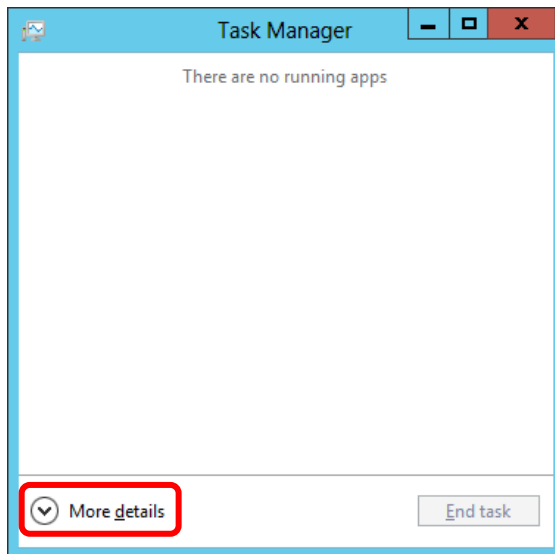 Task Manager
There are no running apps
More details
End task